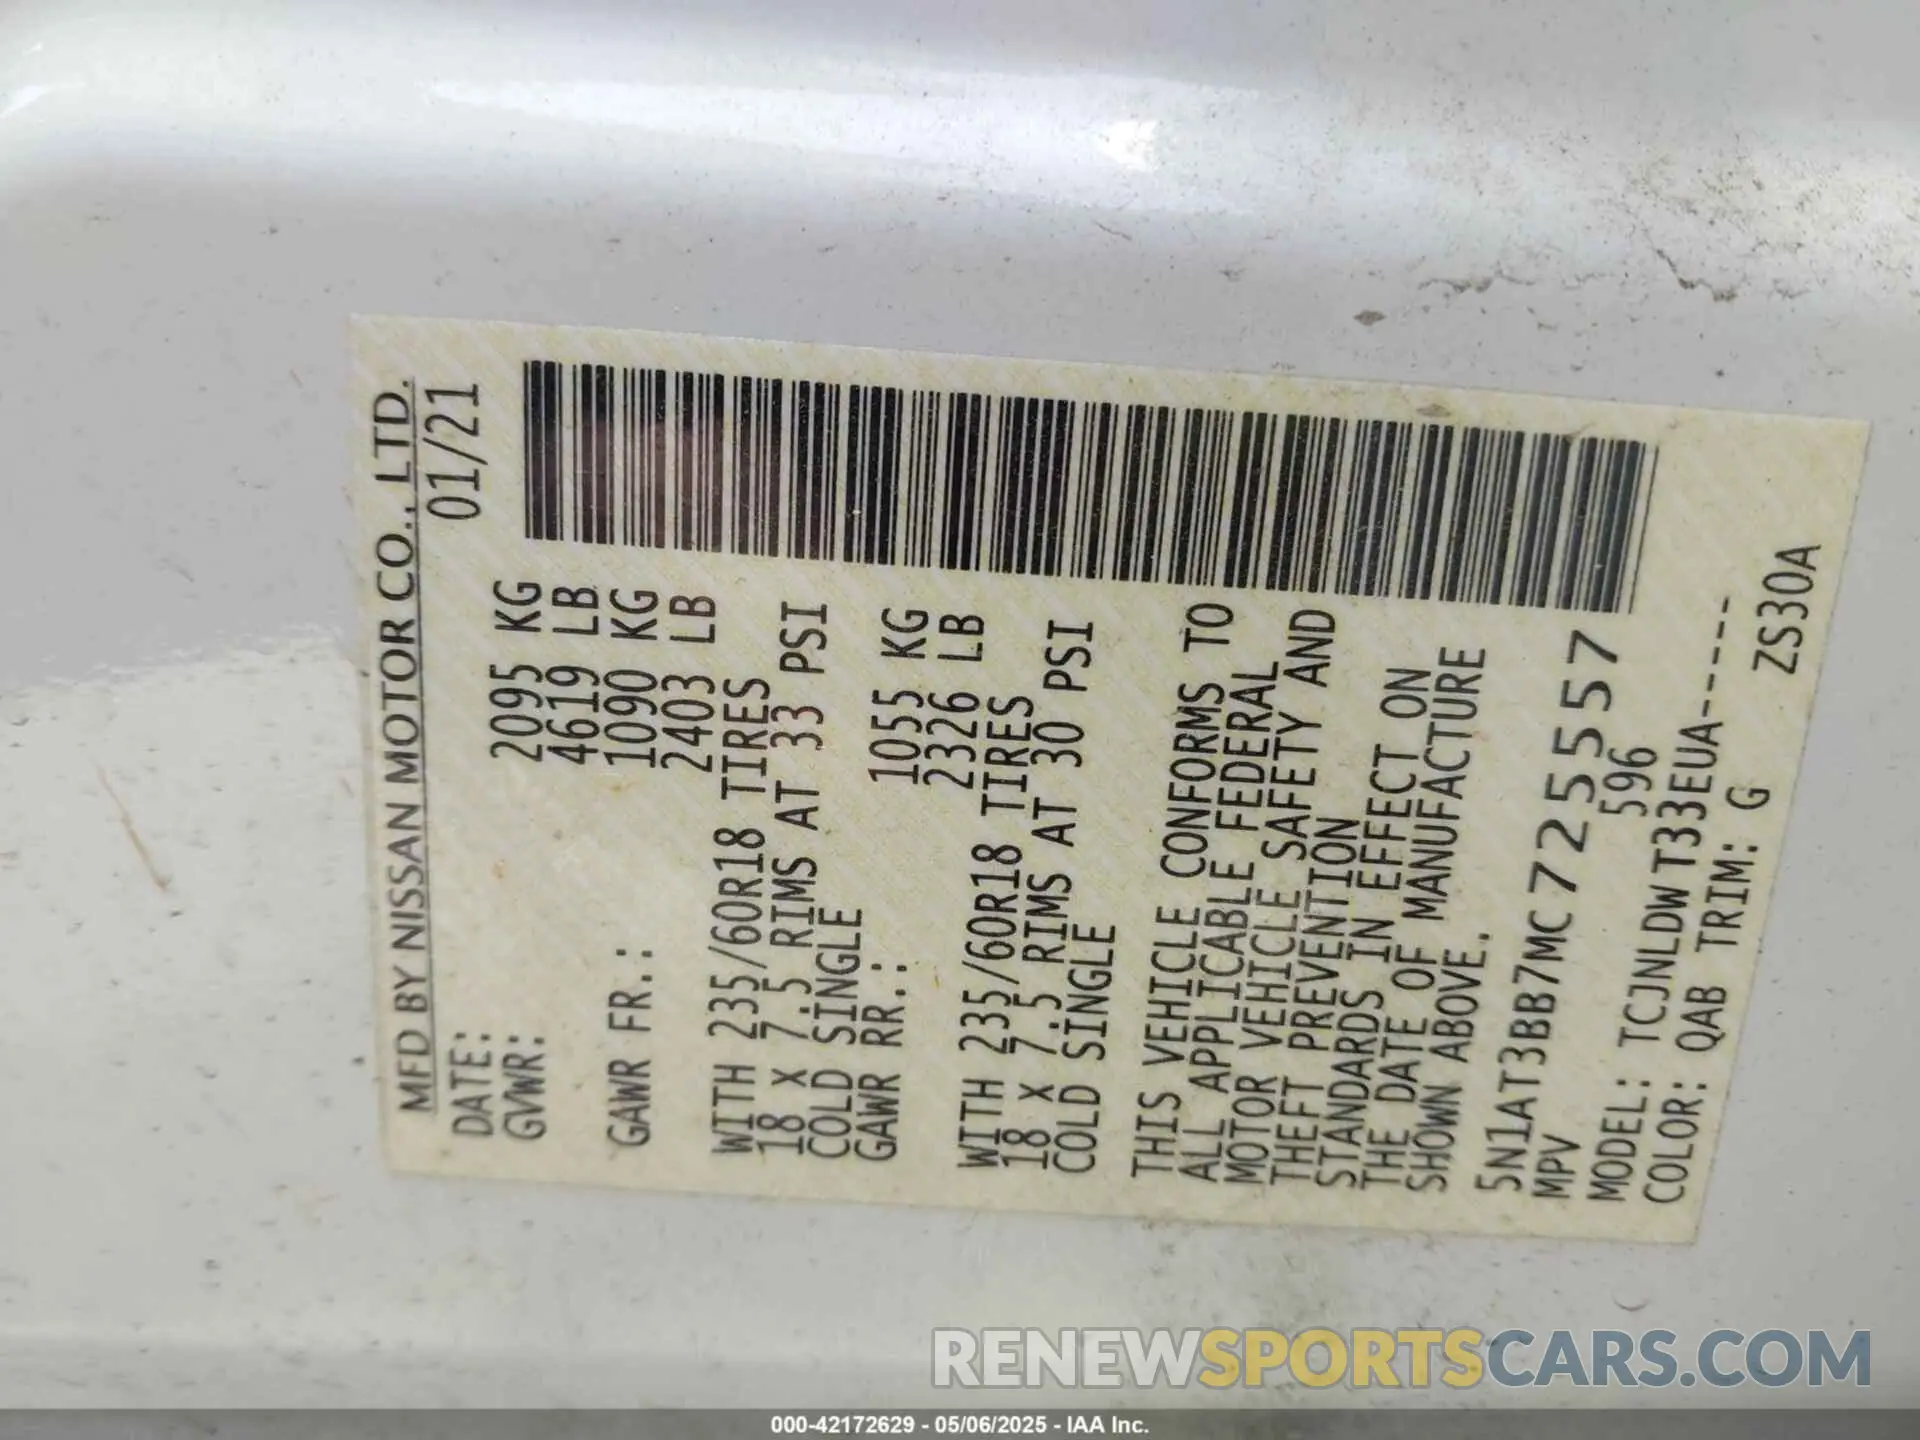 MFD BY NISSAN MOTOR CO., LTD.
DATE: 01/21
GVWR: 2095 KG
4619 LB
GAWR FR.: 1090 KG
2403 LB
WITH 235/60R18 TIRES
18 X 7.5 RIMS AT 33 PSI
COLD SINGLE
GAWR RR.: 1055 KG
2326 LB
WITH 235/60R18 TIRES
18 X 7.5 RIMS AT 30 PSI
COLD SINGLE
THIS VEHICLE CONFORMS TO
ALL APPLICABLE FEDERAL
MOTOR VEHICLE SAFETY AND
THEFT PREVENTION
STANDARDS IN EFFECT ON
THE DATE OF MANUFACTURE
SHOWN ABOVE.
5N1AT3BB7MC725557
MPV 596
MODEL: TCJNLDWT33EUA-----
COLOR: QAB TRIM: G ZS30A
RENEWSPORTSCARS.COM
000-42172629 - 05/06/2025 - IAA Inc.